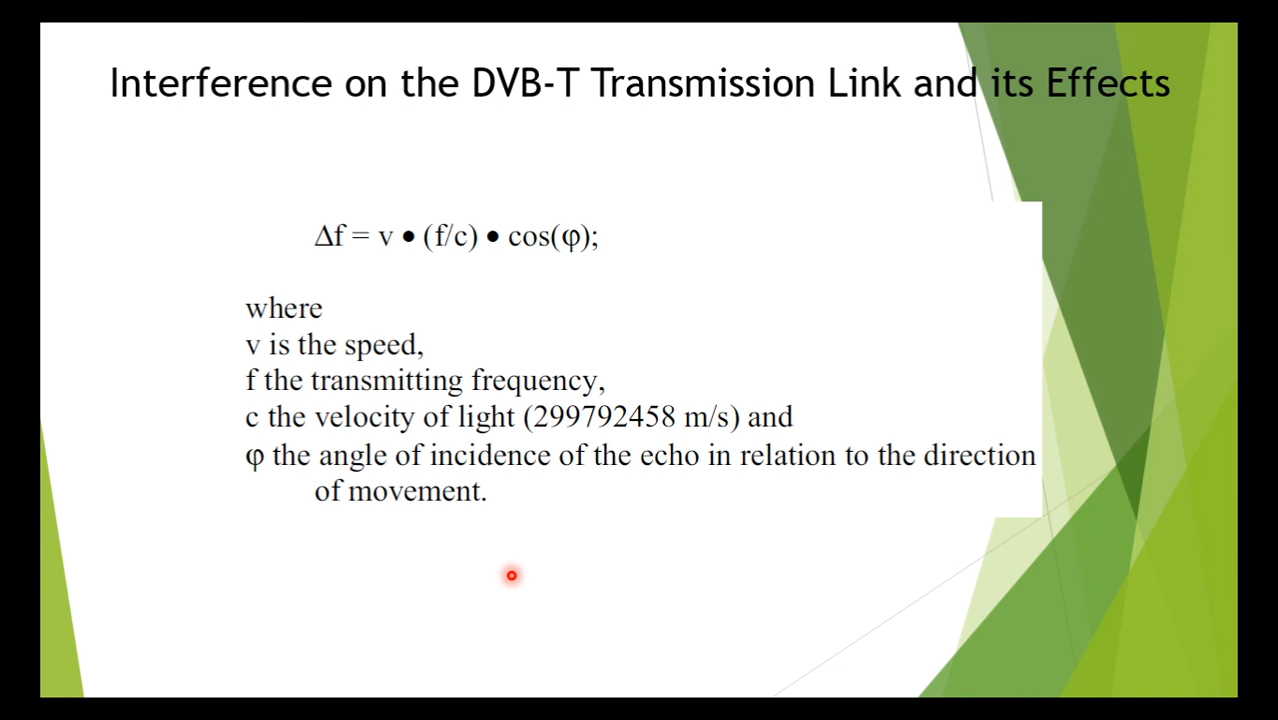 Interference on the DVB-T Transmission Link and its Effects
Δf = v • (f/c) • cos(φ);
where
v is the speed,
f the transmitting frequency,
c the velocity of light (299792458 m/s) and
φ the angle of incidence of the echo in relation to the direction
of movement.